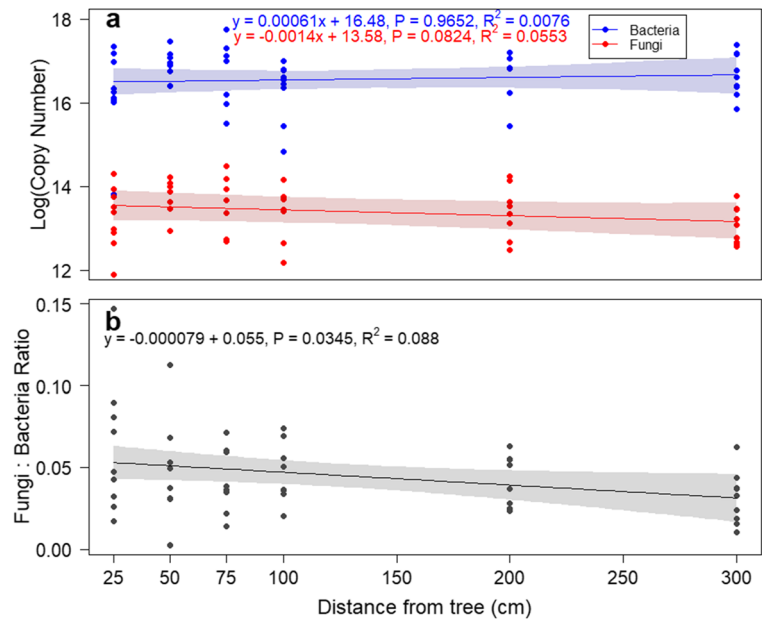 a
y = 0.00061x + 16.48, P = 0.9652, R² = 0.0076
y = -0.0014x + 13.58, P = 0.0824, R² = 0.0553
Bacteria
Fungi
Log(Copy Number)
18
16
14
12
b
y = -0.000079 + 0.055, P = 0.0345, R² = 0.088
Fungi : Bacteria Ratio
0.15
0.10
0.05
0.00
25 50 75 100 150 200 250 300
Distance from tree (cm)